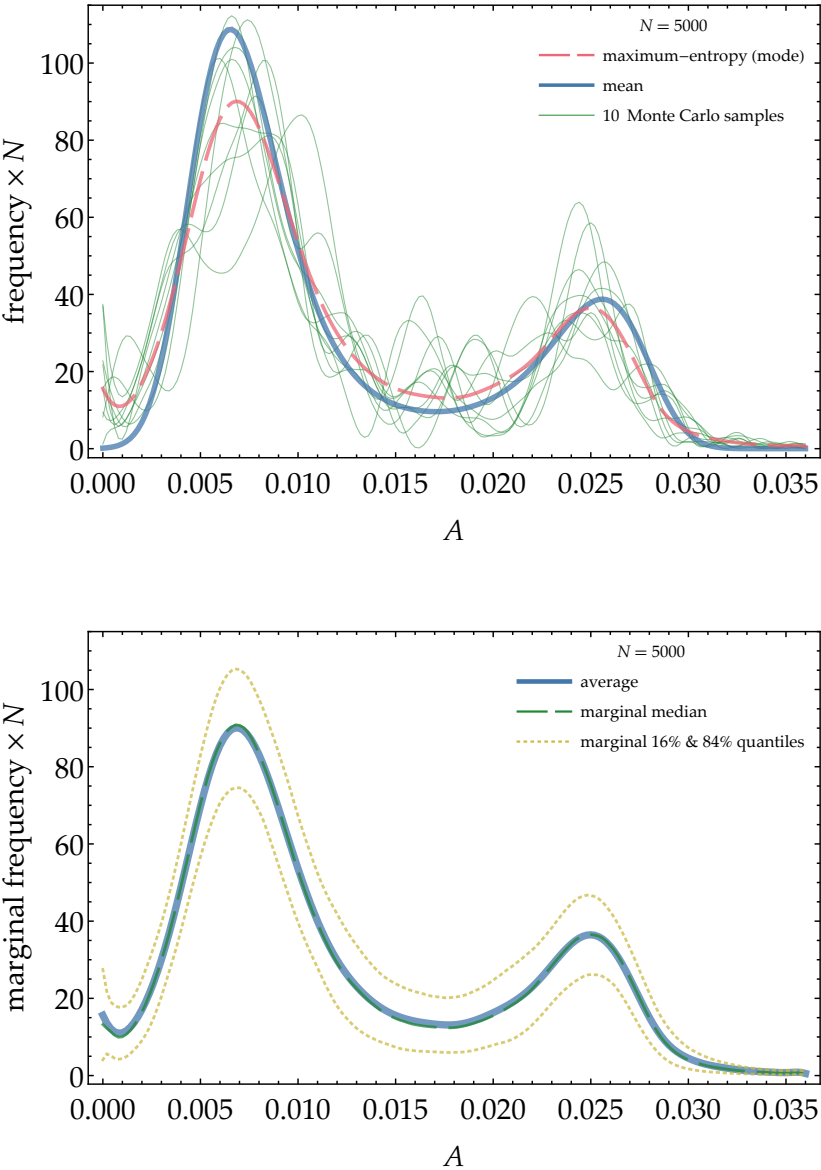 N = 5000
maximum−entropy (mode)
mean
10 Monte Carlo samples
frequency × N
100
80
60
40
20
0
0.000 0.005 0.010 0.015 0.020 0.025 0.030 0.035
A
N = 5000
average
marginal median
marginal 16% & 84% quantiles
marginal frequency × N
100
80
60
40
20
0
0.000 0.005 0.010 0.015 0.020 0.025 0.030 0.035
A